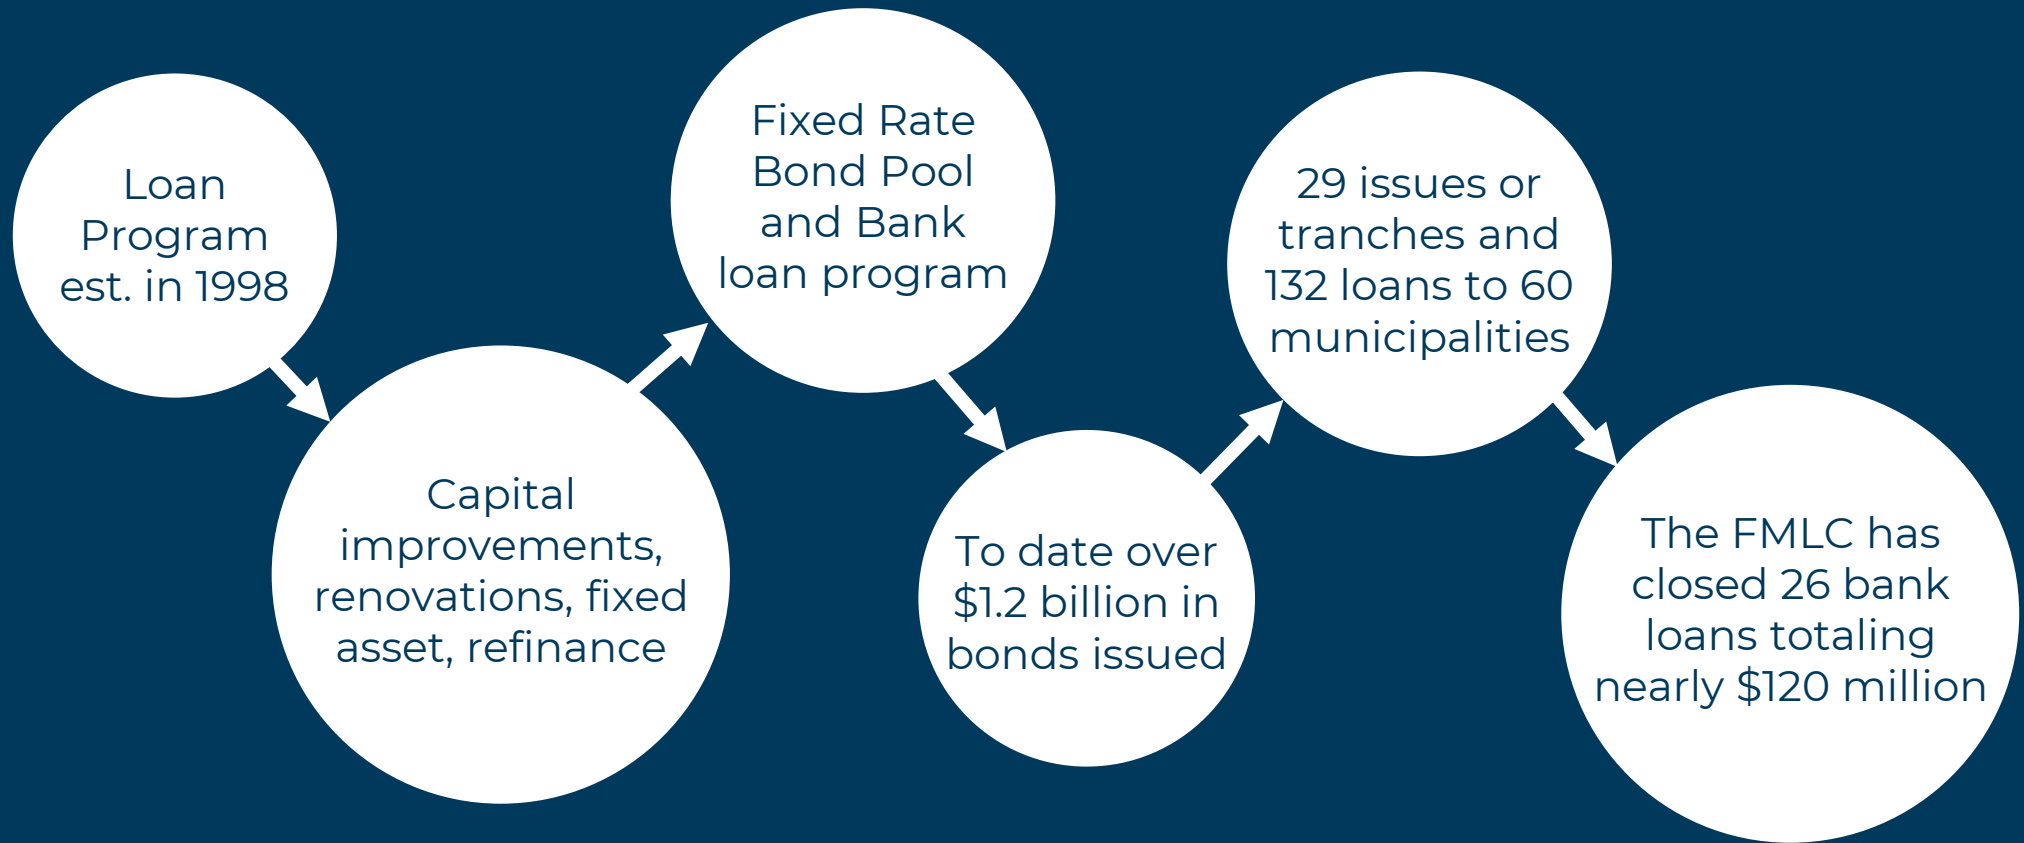 Loan
Program
est. in 1998
Capital
improvements,
renovations, fixed
asset, refinance
Fixed Rate
Bond Pool
and Bank
loan program
To date over
$1.2 billion in
bonds issued
29 issues or
tranches and
132 loans to 60
municipalities
The FMLC has
closed 26 bank
loans totaling
nearly $120 million